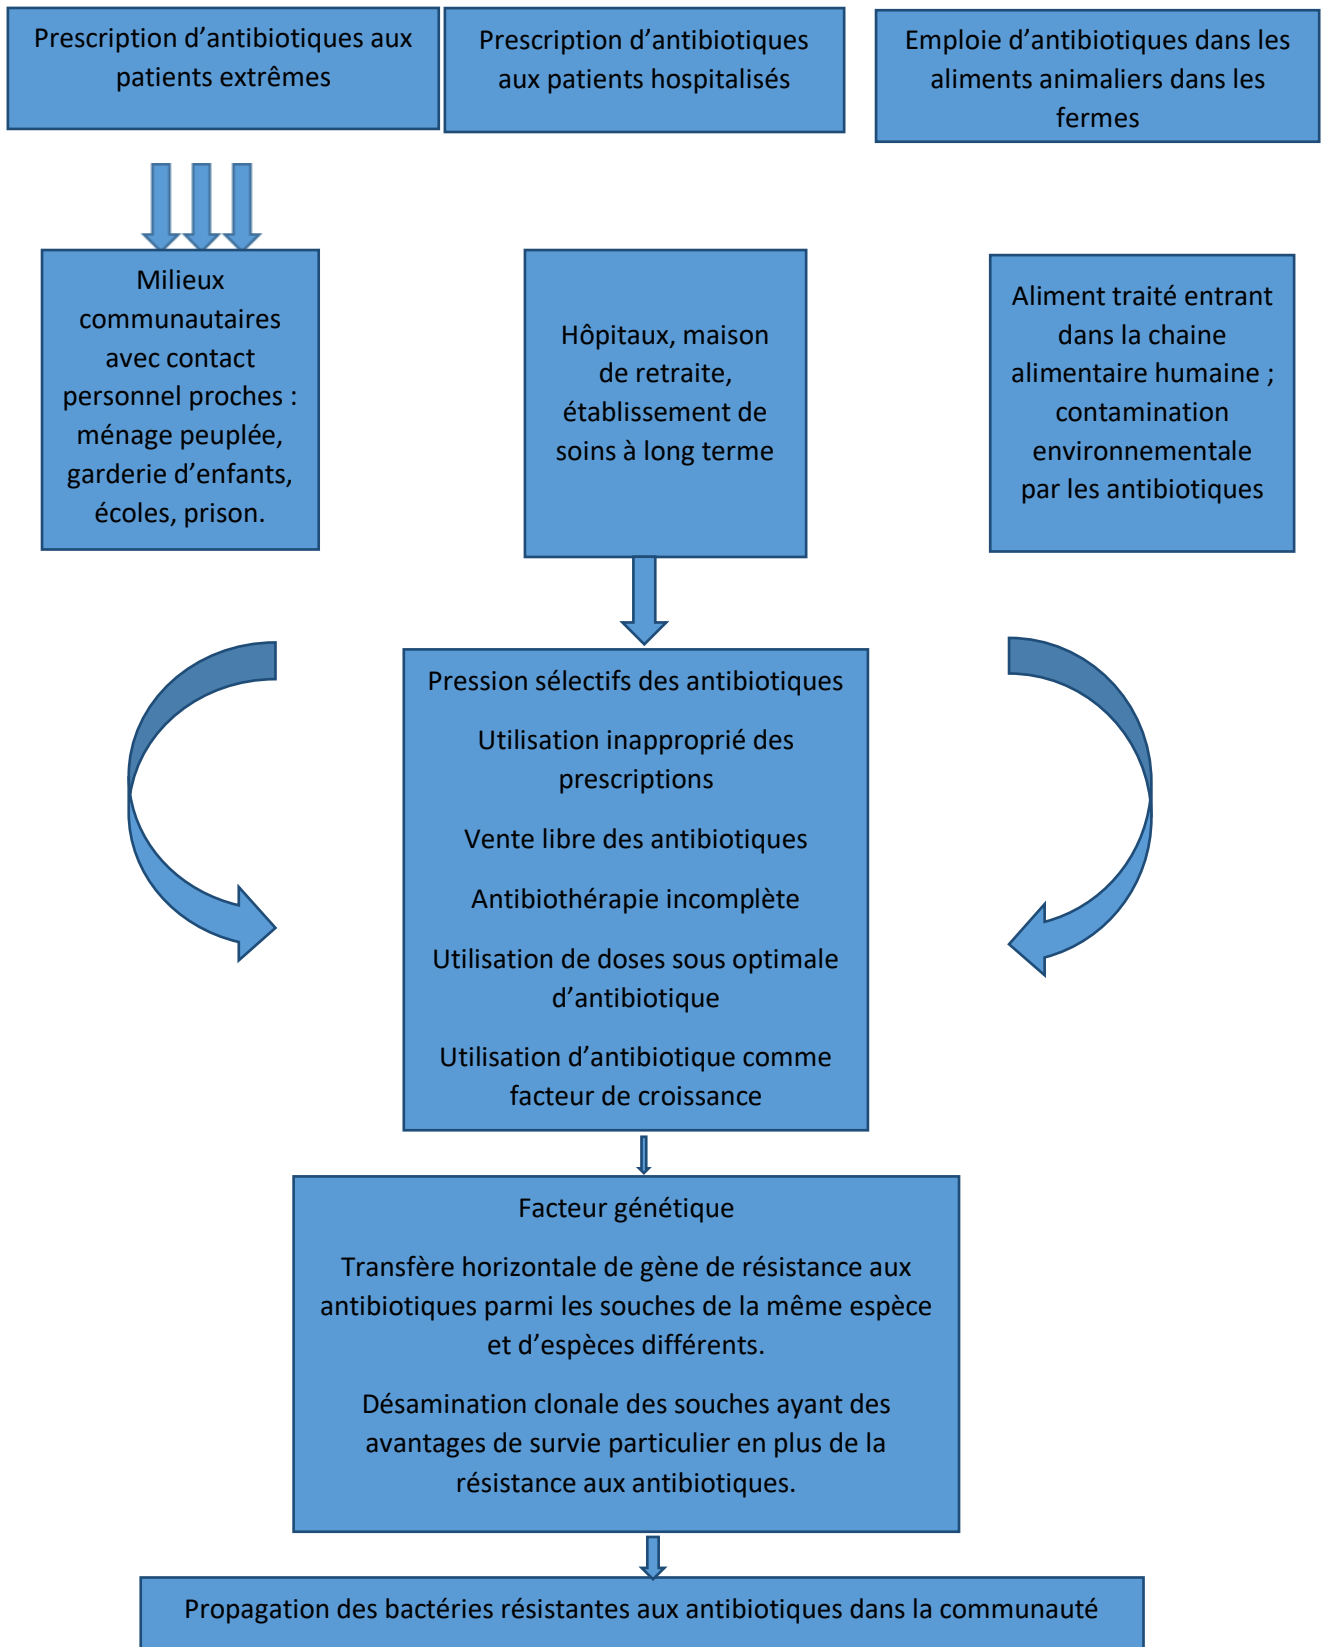 Prescription d’antibiotiques aux
patients extrêmes
Prescription d’antibiotiques
aux patients hospitalisés
Emploie d’antibiotiques dans les
aliments animaliers dans les
fermes
Milieux
communautaires
avec contact
personnel proches :
ménage peuplée,
garderie d’enfants,
écoles, prison.
Hôpitaux, maison
de retraite,
établissement de
soins à long terme
Aliment traité entrant
dans la chaine
alimentaire humaine ;
contamination
environnementale
par les antibiotiques
Pression sélectifs des antibiotiques
Utilisation inapproprié des
prescriptions
Vente libre des antibiotiques
Antibiothérapie incomplète
Utilisation de doses sous optimale
d’antibiotique
Utilisation d’antibiotique comme
facteur de croissance
Facteur génétique
Transfère horizontale de gène de résistance aux
antibiotiques parmi les souches de la même espèce
et d’espèces différents.
Désamination clonale des souches ayant des
avantages de survie particulier en plus de la
résistance aux antibiotiques.
Propagation des bactéries résistantes aux antibiotiques dans la communauté